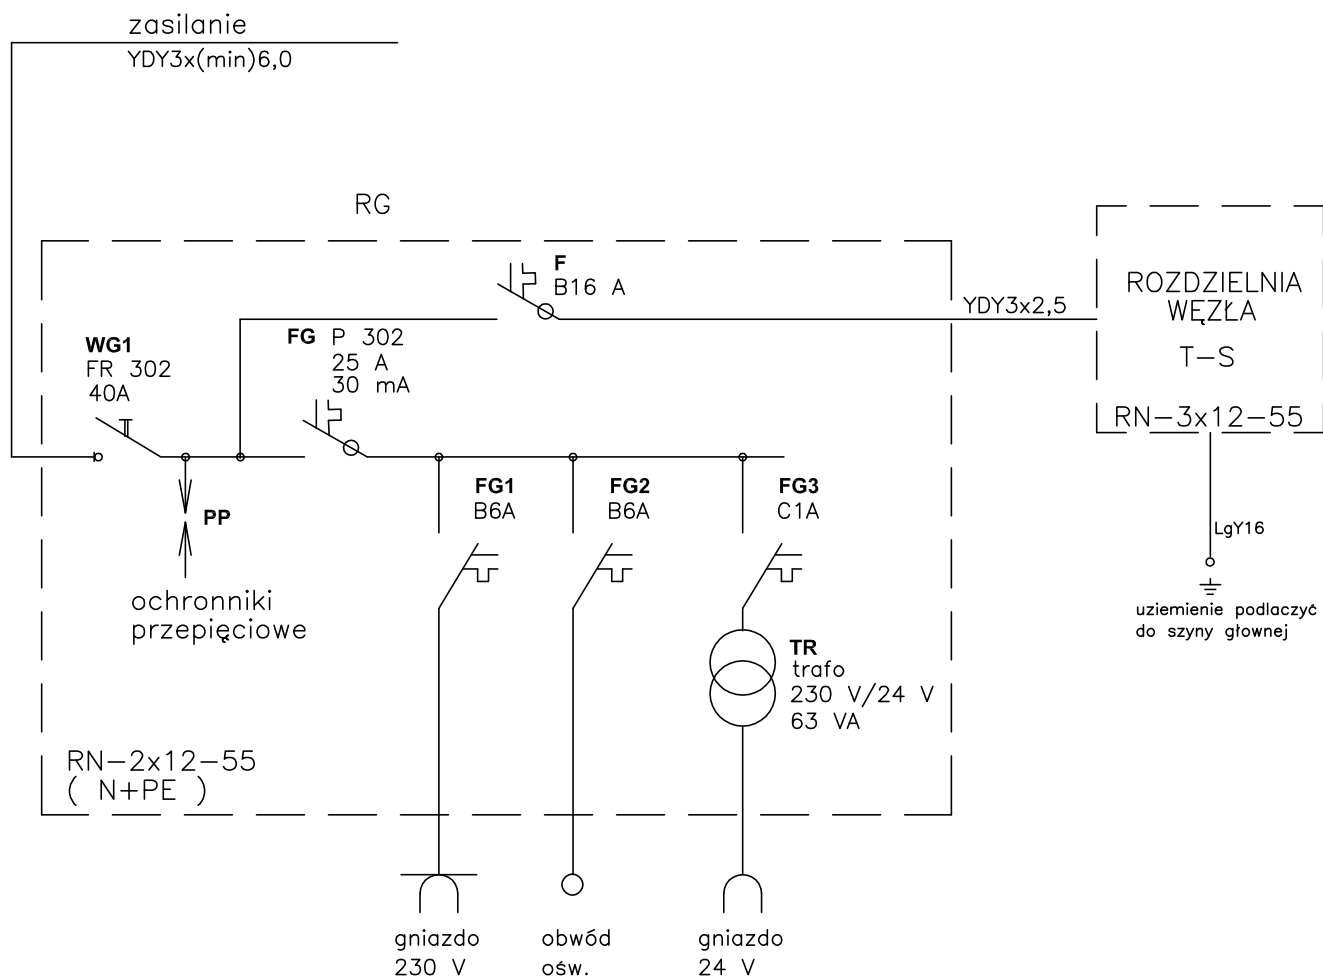 zasilanie
YDY3x(min)6,0
RG
F
B16 A
YDY3x2,5
ROZDZIELNIA
WĘZŁA
T-S
RN-3x12-55
WG1
FR 302
40A
FG P 302
25 A
30 mA
PP
ochronniki
przepięciowe
FG1
B6A
FG2
B6A
FG3
C1A
LgY16
uziemienie podlaczyć
do szyny głownej
TR
trafo
230 V/24 V
63 VA
RN-2x12-55
( N+PE )
gniazdo
230 V
obwód
ośw.
gniazdo
24 V